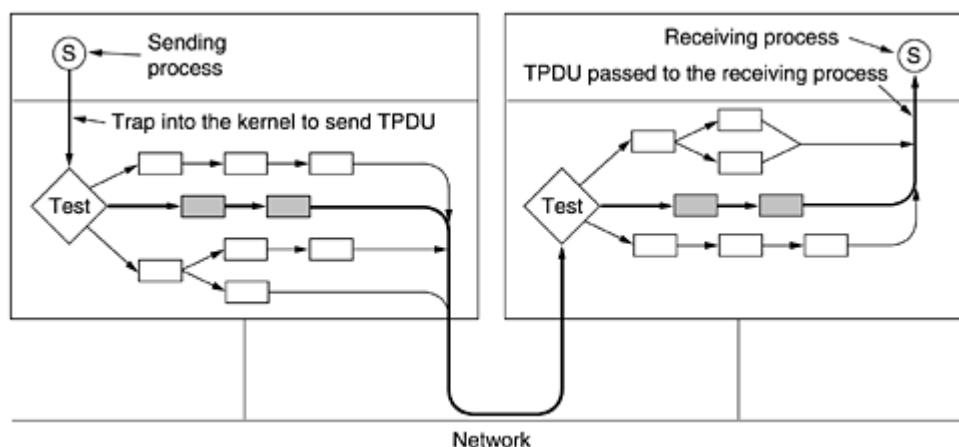 S
Sending
process
Trap into the kernel to send TPDU
Test
Receiving process
S
TPDU passed to the receiving process
Test
Network